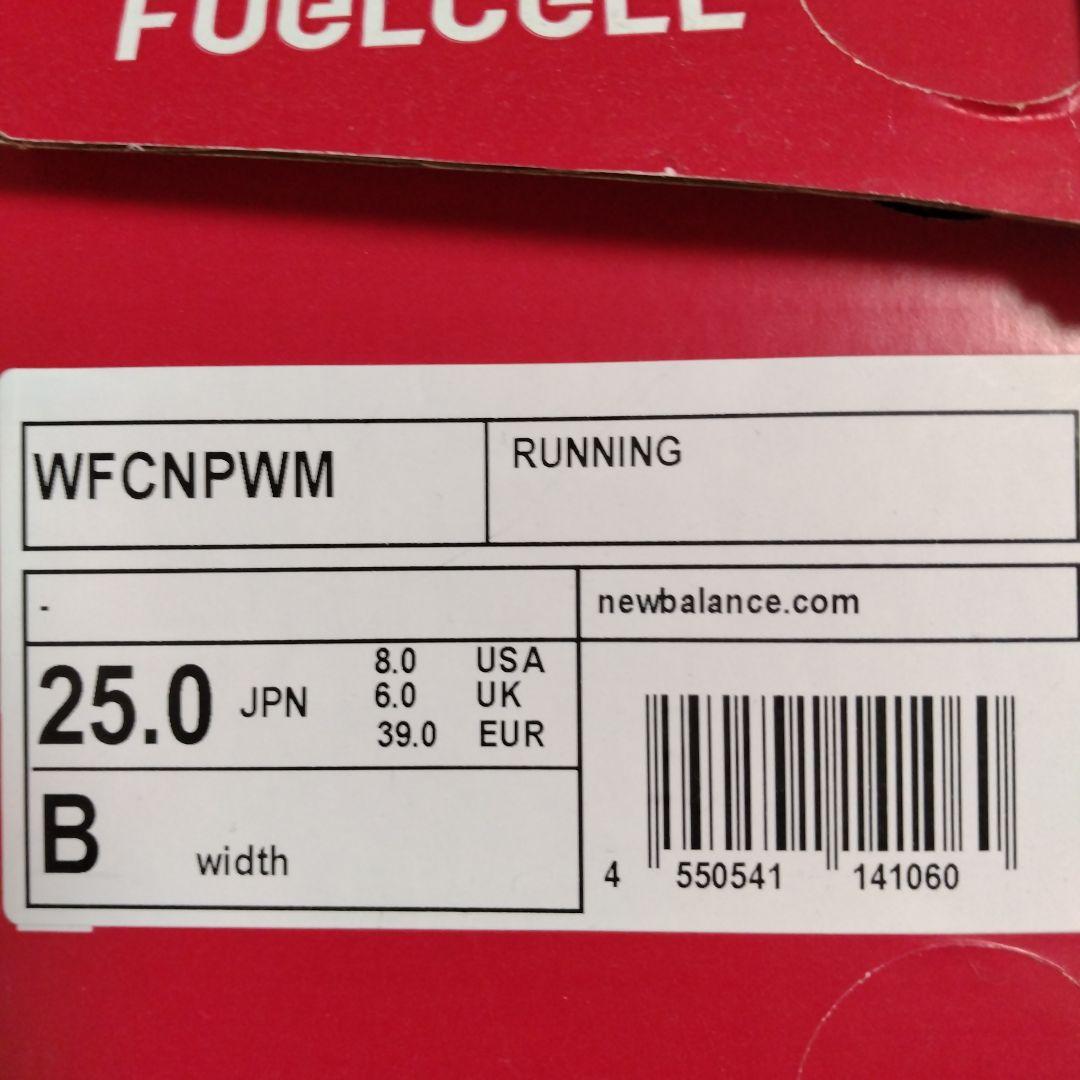 FUELCELL
WFCNPWM
RUNNING
-
newbalance.com
25.0 JPN
8.0 USA
6.0 UK
39.0 EUR
B width
4 550541 141060